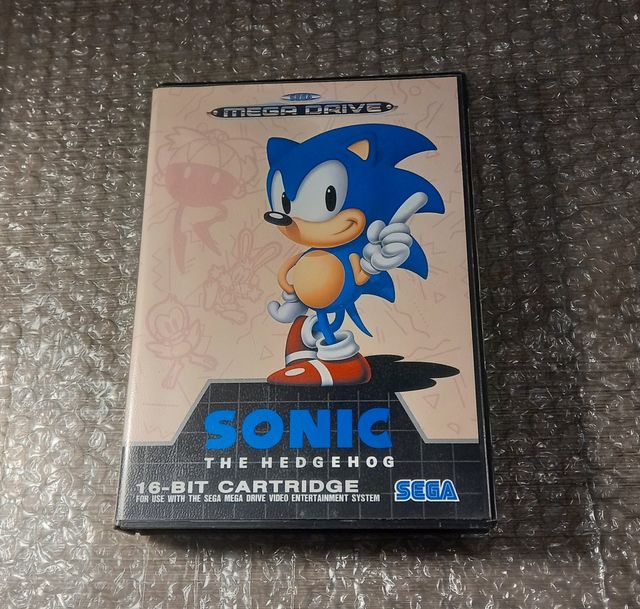 SEGA
MEGA DRIVE
SONIC
THE HEDGEHOG
16-BIT CARTRIDGE
FOR USE WITH THE SEGA MEGA DRIVE VIDEO ENTERTAINMENT SYSTEM
SEGA